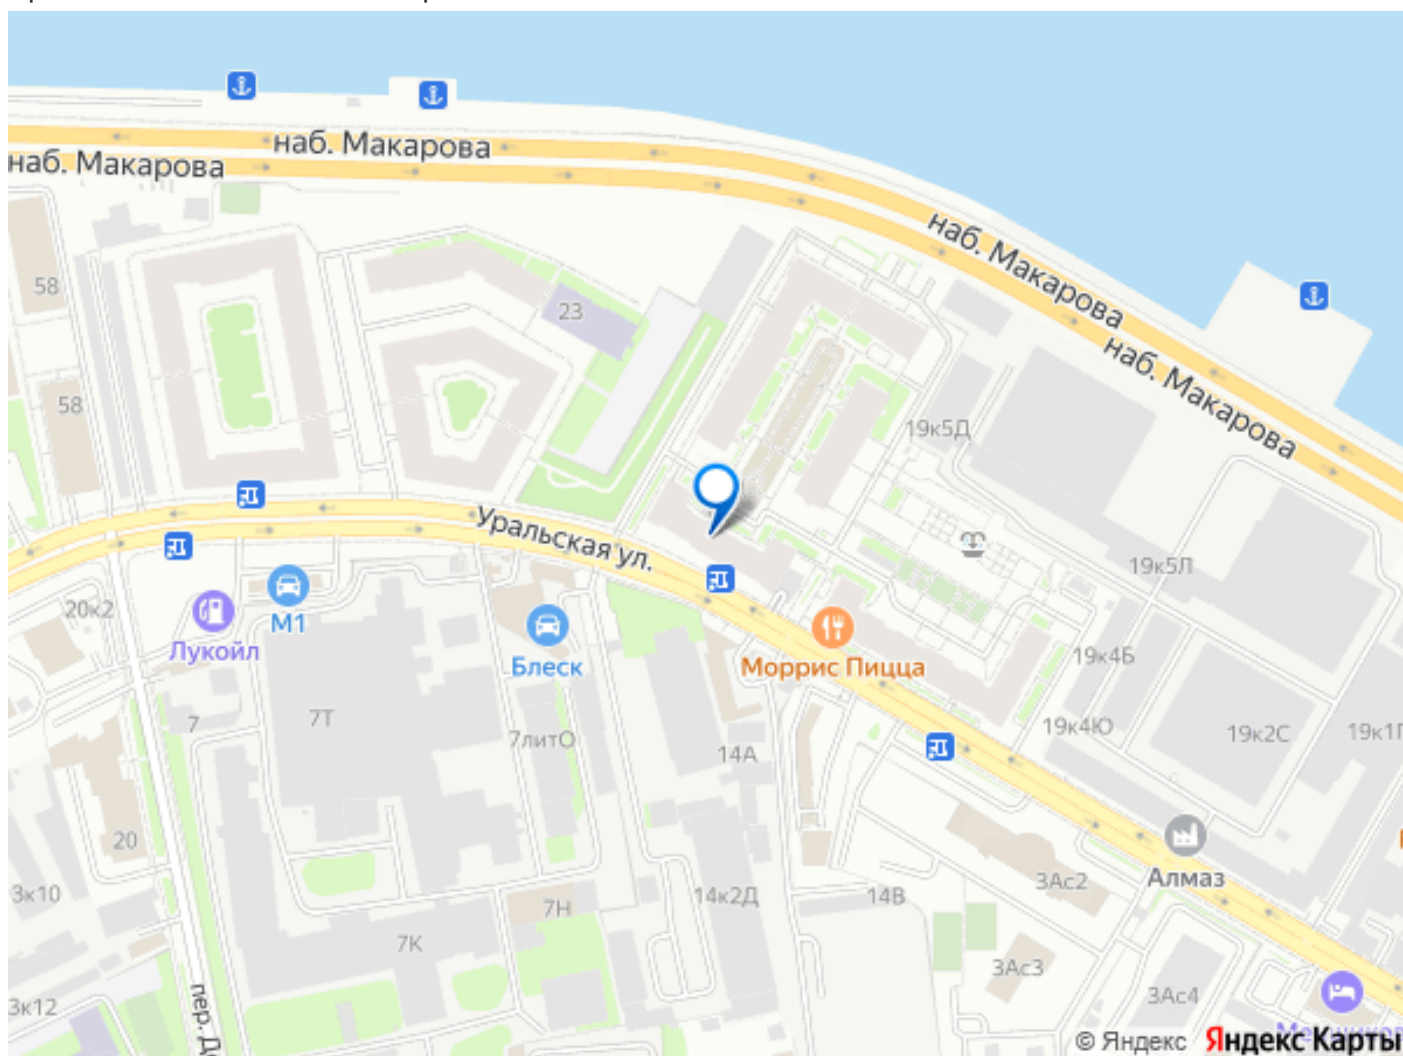 наб. Макарова
наб. Макарова
наб. Макарова
наб. Макарова
58
23
58
19к5Д
Уральская ул.
19к5Л
20к2
М1
Лукойл
Блеск
Моррис Пицца
19к4Б
7
7Т
7литО
14А
19к4Ю
19к2С
20
3Ас2
Алмаз
3к10
14к2Д
14В
7Н
7К
3Ас3
3Ас4
3к12
© Яндекс
Яндекс Карты